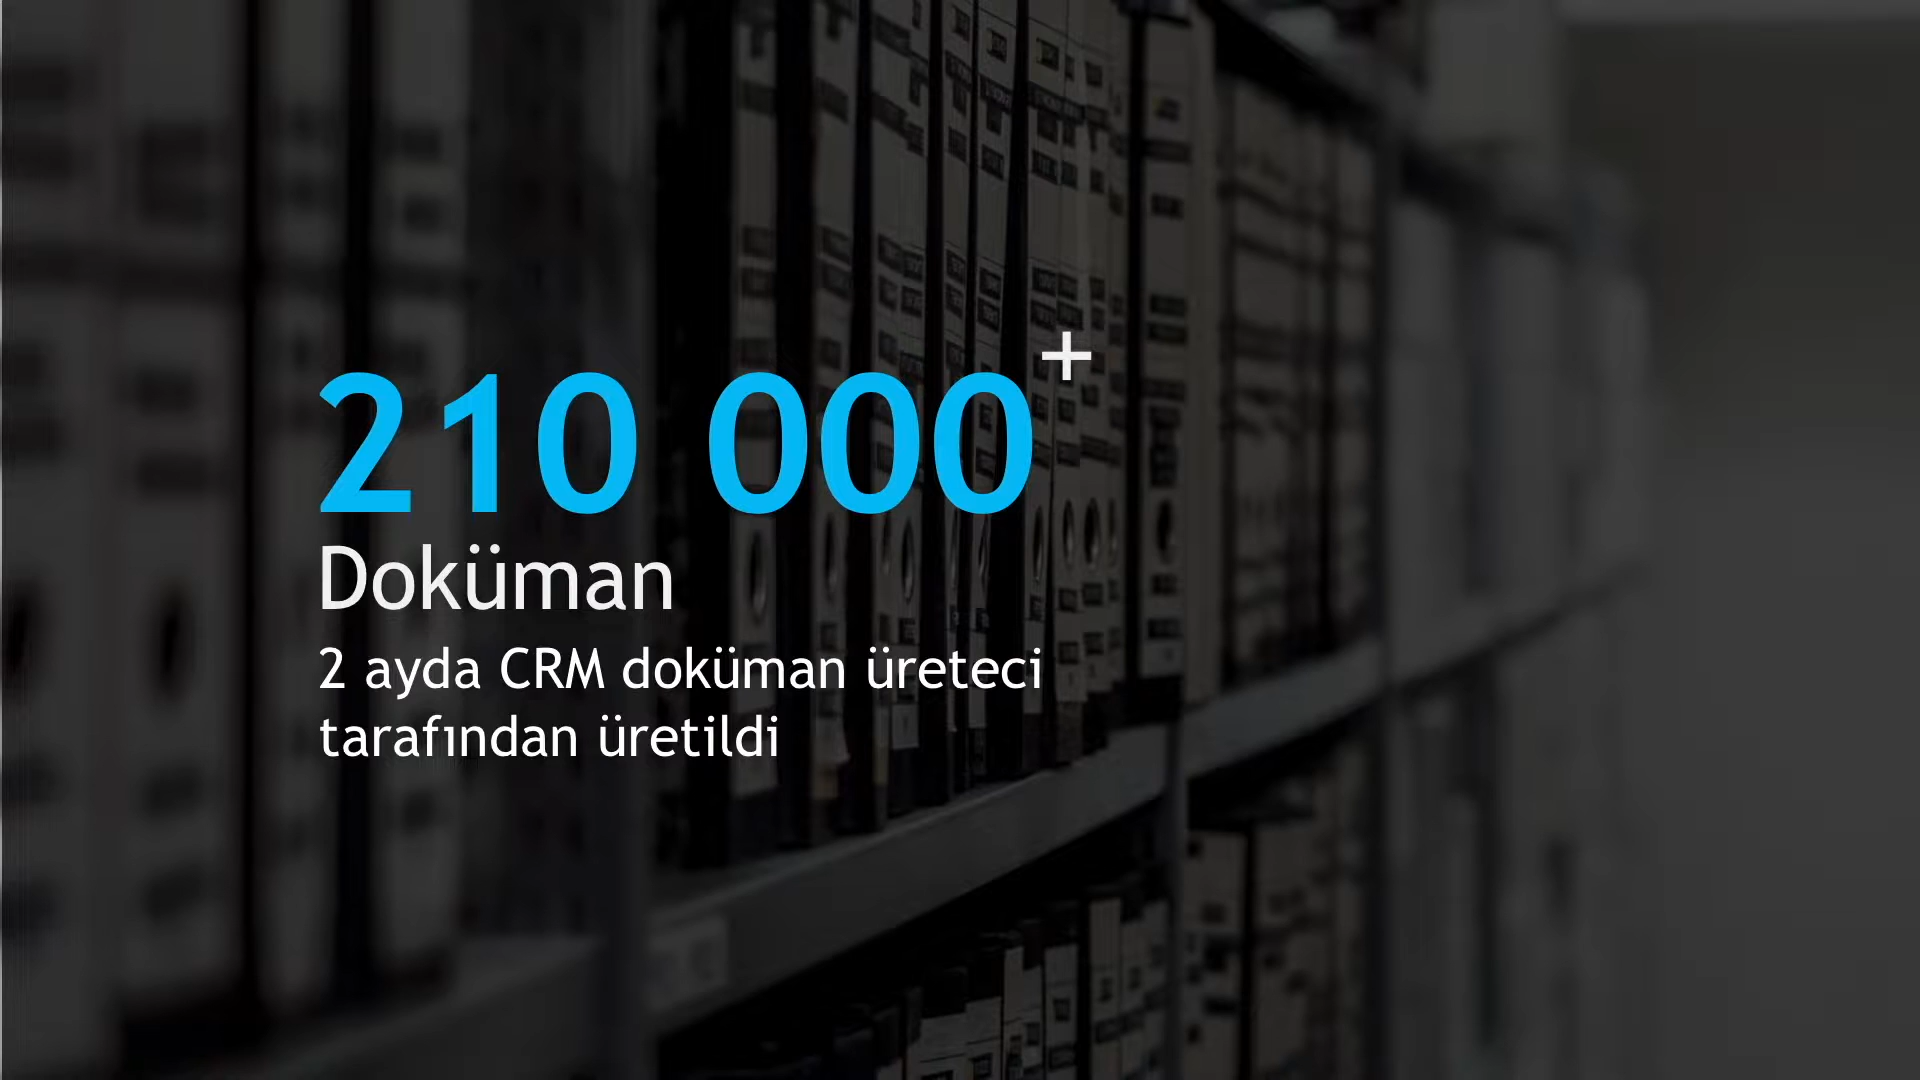 210 000+
Doküman
2 ayda CRM doküman üreteci
tarafından üretildi